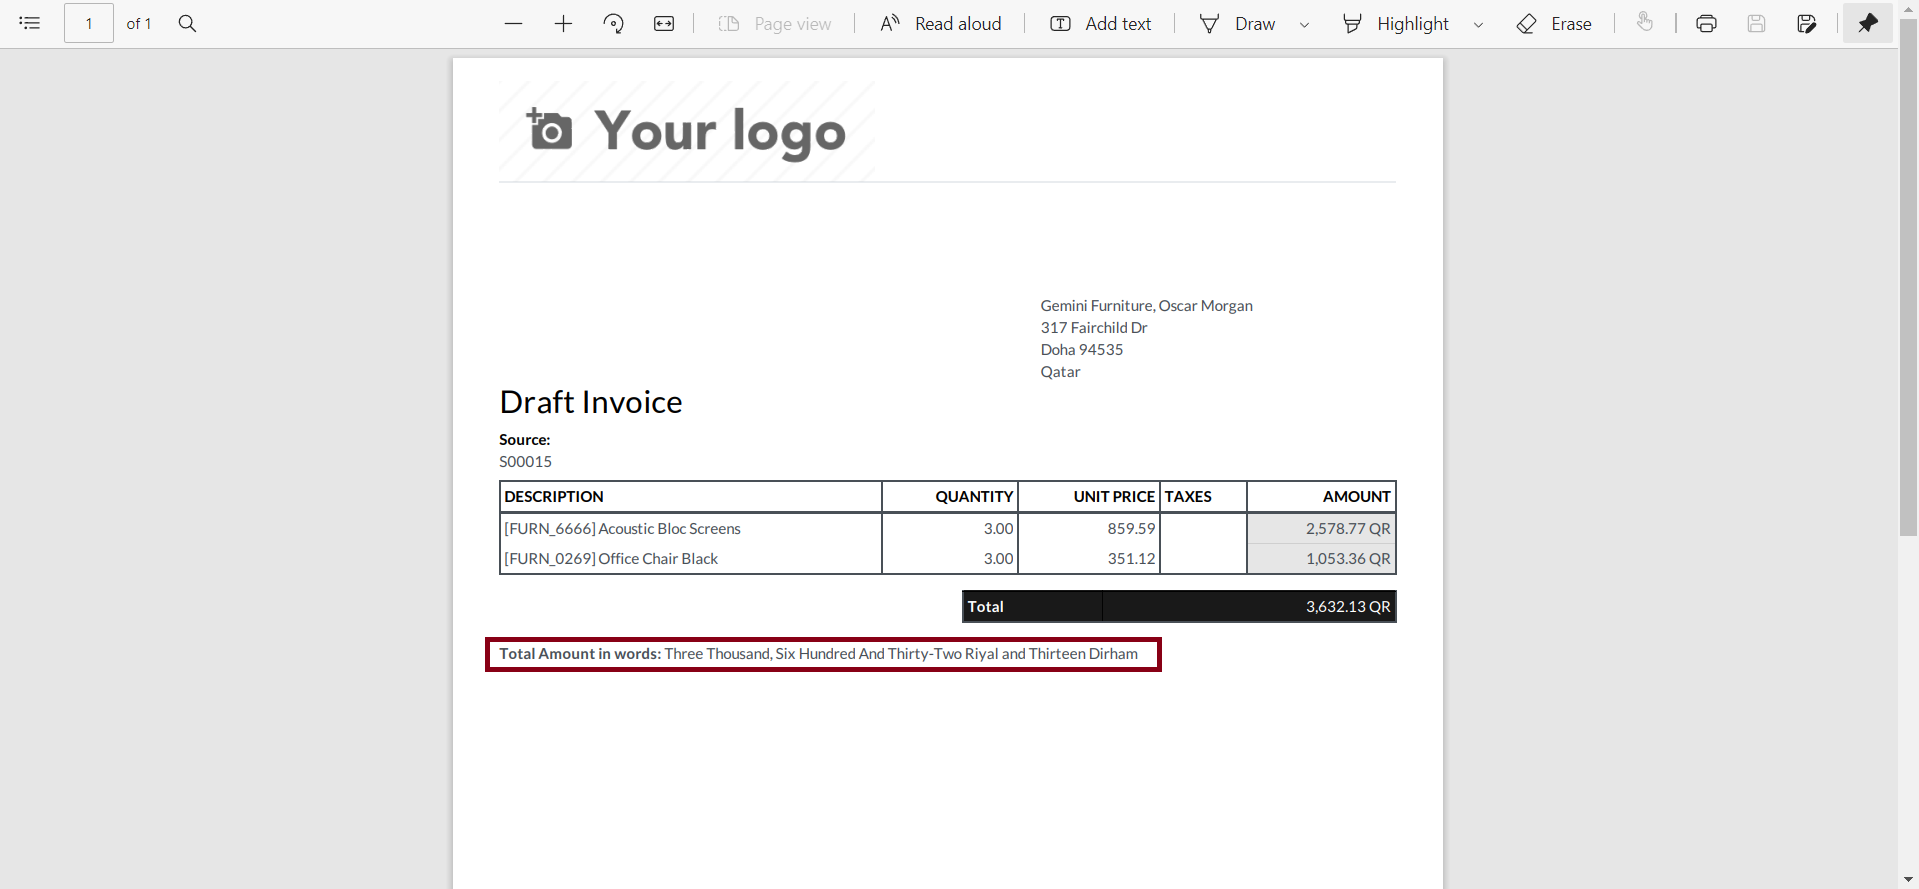 1 of 1 Page view Read aloud Add text Draw Highlight Erase
Your logo
Gemini Furniture, Oscar Morgan
317 Fairchild Dr
Doha 94535
Qatar
Draft Invoice
Source:
S00015
DESCRIPTION QUANTITY UNIT PRICE TAXES AMOUNT
[FURN_6666] Acoustic Bloc Screens 3.00 859.59 2,578.77 QR
[FURN_0269] Office Chair Black 3.00 351.12 1,053.36 QR
Total 3,632.13 QR
Total Amount in words: Three Thousand, Six Hundred And Thirty-Two Riyal and Thirteen Dirham